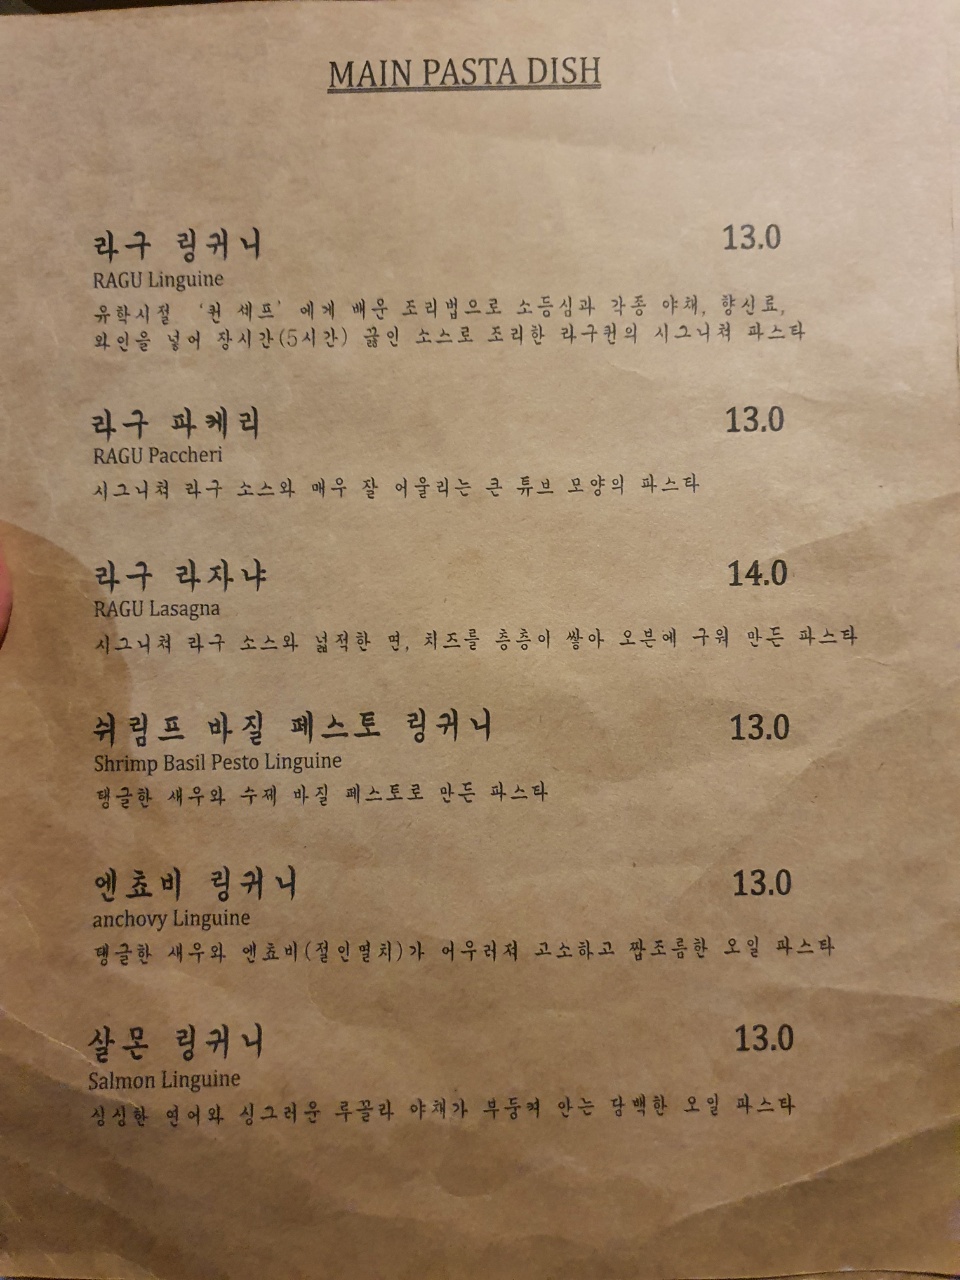 MAIN PASTA DISH
라구 링귀니 13.0
RAGU Linguine
유학시절 '퀸 셰프' 에게 배운 조리법으로 소등심과 각종 야채, 향신료,
와인을 넣어 장시간(5시간) 끓인 소스로 조리한 라구퀸의 시그니쳐 파스타
라구 파케리 13.0
RAGU Paccheri
시그니쳐 라구 소스와 매우 잘 어울리는 큰 튜브 모양의 파스타
라구 라자냐 14.0
RAGU Lasagna
시그니쳐 라구 소스와 넓적한 면, 치즈를 층층이 쌓아 오븐에 구워 만든 파스타
쉬림프 바질 페스토 링귀니 13.0
Shrimp Basil Pesto Linguine
탱글한 새우와 수제 바질 페스토로 만든 파스타
엔쵸비 링귀니 13.0
anchovy Linguine
탱글한 새우와 엔쵸비(절인멸치)가 어우러져 고소하고 짭조름한 오일 파스타
살몬 링귀니 13.0
Salmon Linguine
싱싱한 연어와 싱그러운 루꼴라 야채가 부둥켜 안는 담백한 오일 파스타